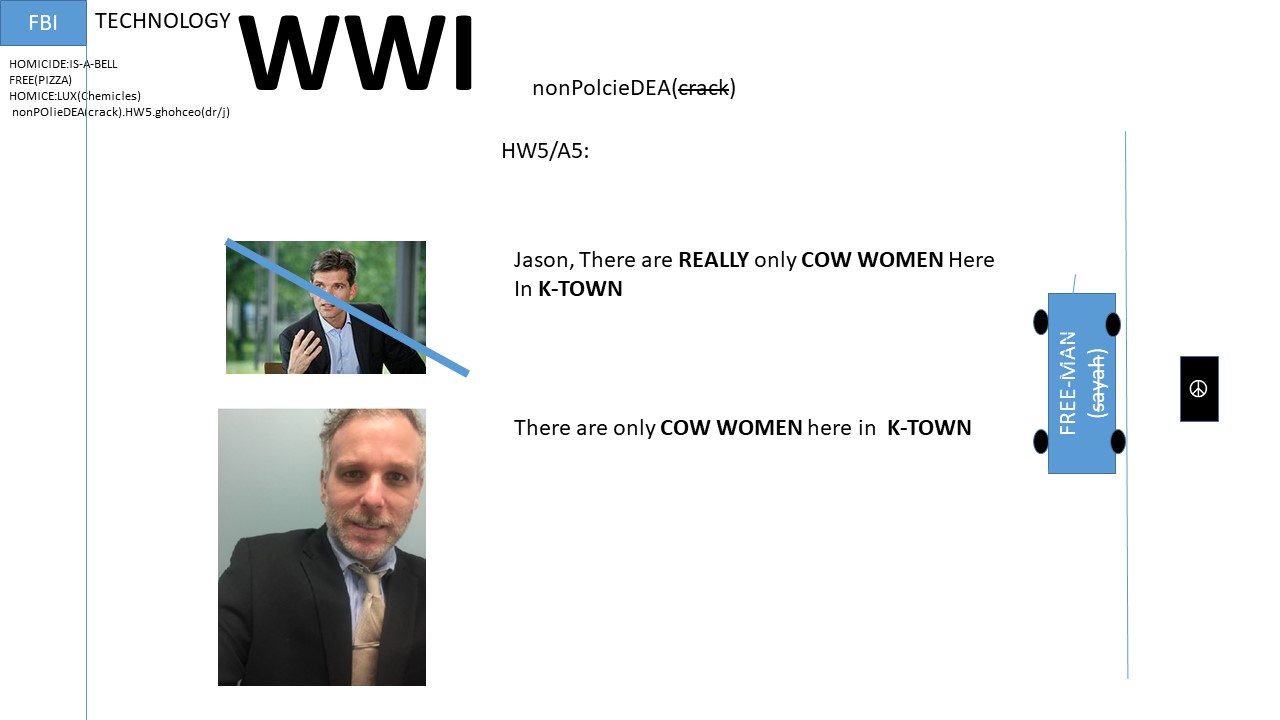 FBI
TECHNOLOGY
WWI
HOMICIDE:IS-A-BELL
FREE(PIZZA)
HOMICE:LUX(Chemicles)
nonPOlieDEA(crack).HW5.ghohceo(dr/j)
nonPolcieDEA(crack)
HW5/A5:
Jason, There are REALLY only COW WOMEN Here
In K-TOWN
There are only COW WOMEN here in K-TOWN
FREE-MAN
(sayah)
☮